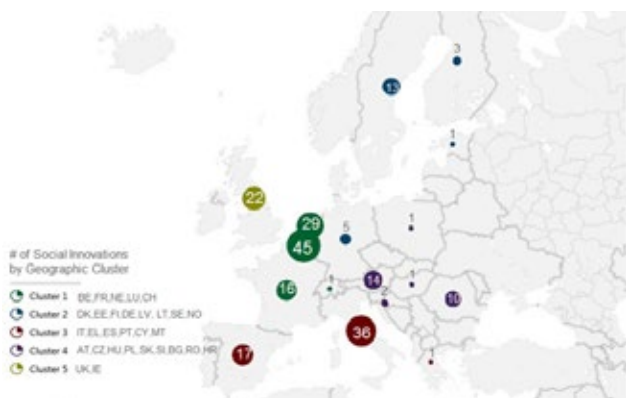 3
13
1
22
29
1
5
45
16
1
14
1
2
10
36
17
1
# of Social Innovations
by Geographic Cluster
Cluster 1 BE,FR,NE,LU,CH
Cluster 2 DK,EE,FI,DE,LV, LT,SE,NO
Cluster 3 IT,EL,ES,PT,CY,MT
Cluster 4 AT,CZ,HU,PL,SK,SI,BG,RO,HR
Cluster 5 UK,IE